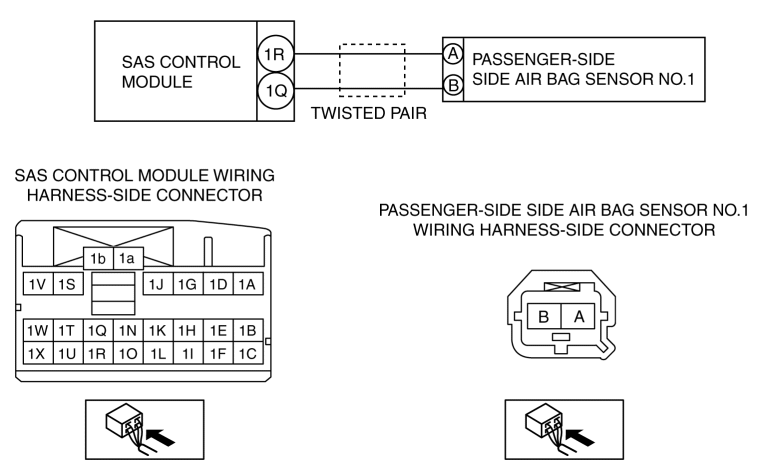 SAS CONTROL
MODULE
1R
1Q
TWISTED PAIR
A
B
PASSENGER-SIDE
SIDE AIR BAG SENSOR NO.1
SAS CONTROL MODULE WIRING
HARNESS-SIDE CONNECTOR
1b 1a
1V 1S 1J 1G 1D 1A
1W 1T 1Q 1N 1K 1H 1E 1B
1X 1U 1R 1O 1L 1I 1F 1C
PASSENGER-SIDE SIDE AIR BAG SENSOR NO.1
WIRING HARNESS-SIDE CONNECTOR
B A